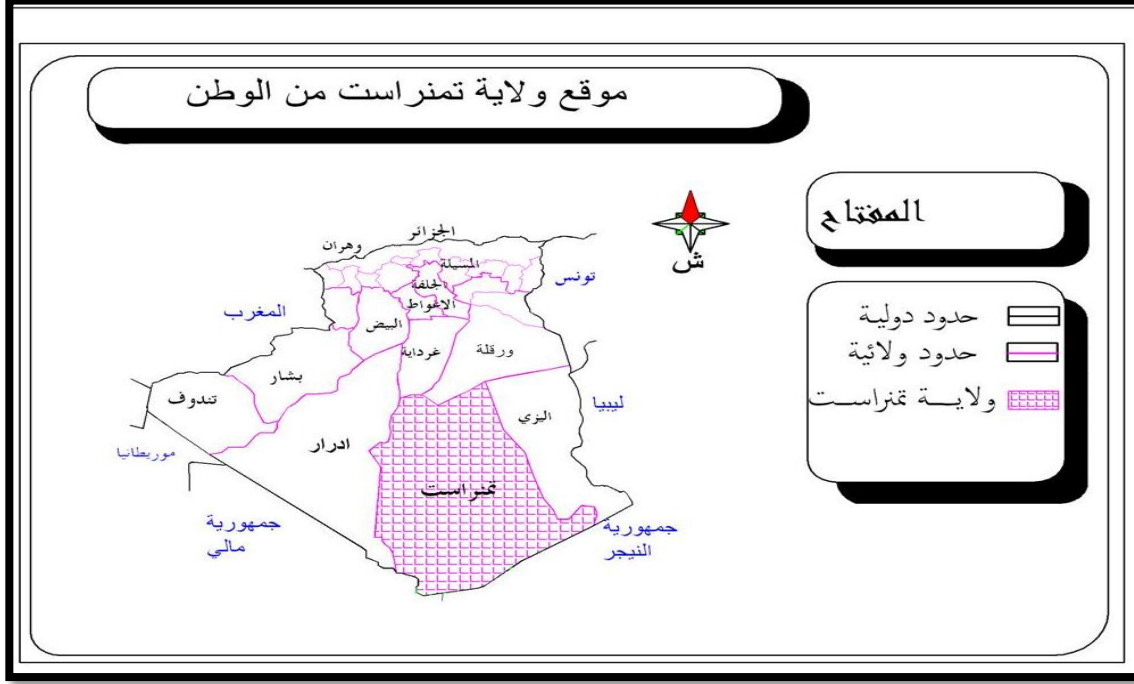 موقع ولاية تمنراست من الوطن
المفتاح
حدود دولية
حدود ولائية
ولايـــة تمنراســت
ش
الجزائر
وهران
المسيلة
الجلفة
الاغواط
البيض
تونس
المغرب
غرداية
ورقلة
بشار
تندوف
ليبيا
اليزي
ادرار
موريطانيا
تمنراست
جمهورية
مالي
جمهورية
النيجر